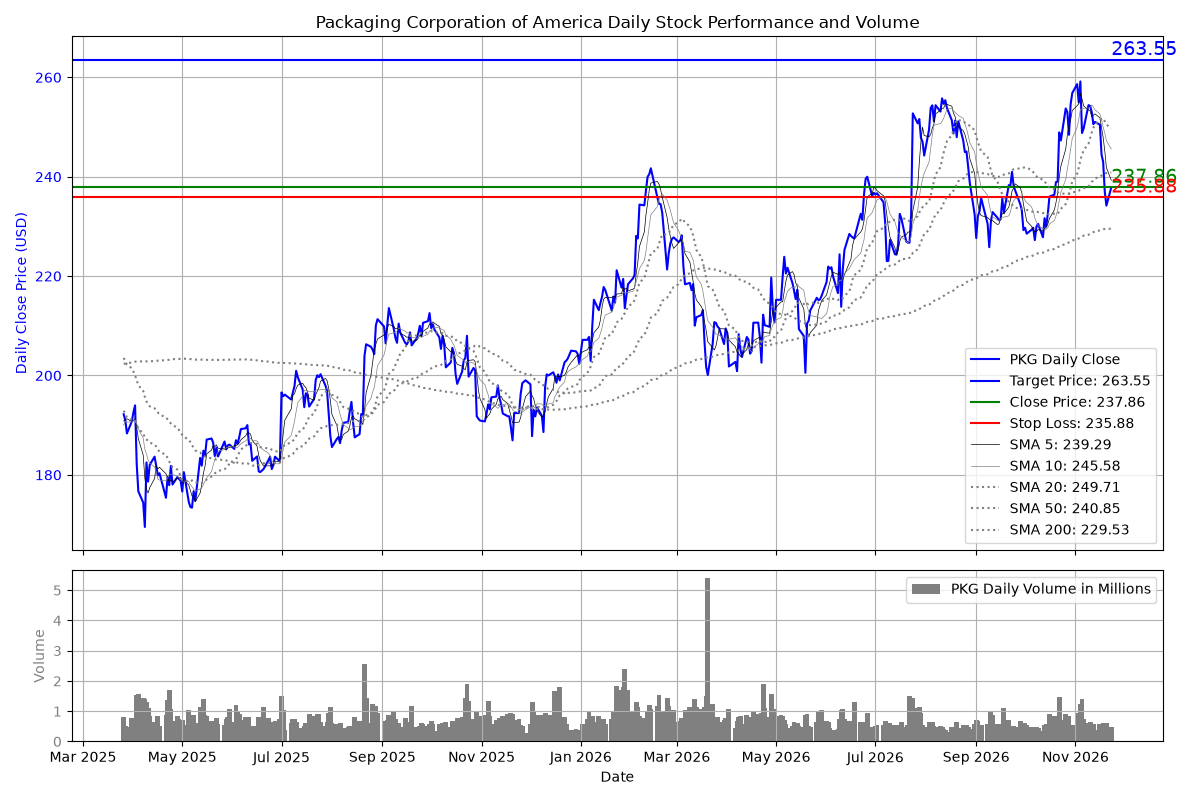 Packaging Corporation of America Daily Stock Performance and Volume
263.55
260
240
237.86
235.88
220
200
180
Daily Close Price (USD)
PKG Daily Close
Target Price: 263.55
Close Price: 237.86
Stop Loss: 235.88
SMA 5: 239.29
SMA 10: 245.58
SMA 20: 249.71
SMA 50: 240.85
SMA 200: 229.53
5
4
3
2
1
0
Volume
PKG Daily Volume in Millions
Mar 2025 May 2025 Jul 2025 Sep 2025 Nov 2025 Jan 2026 Mar 2026 May 2026 Jul 2026 Sep 2026 Nov 2026
Date